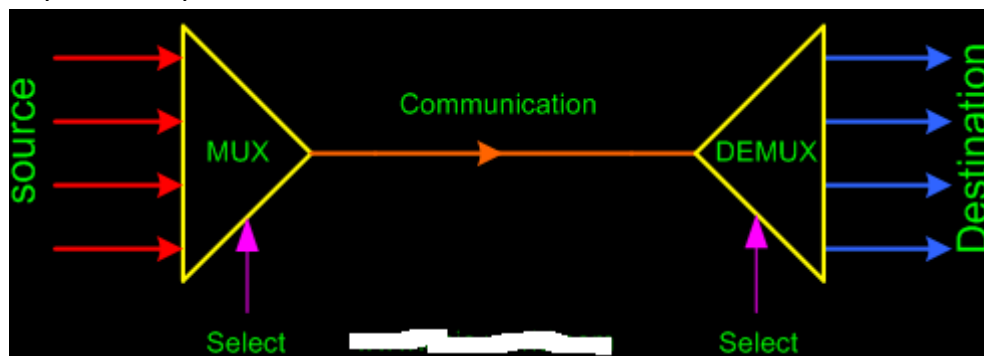 source
MUX
Communication
DEMUX
Destination
Select
Select